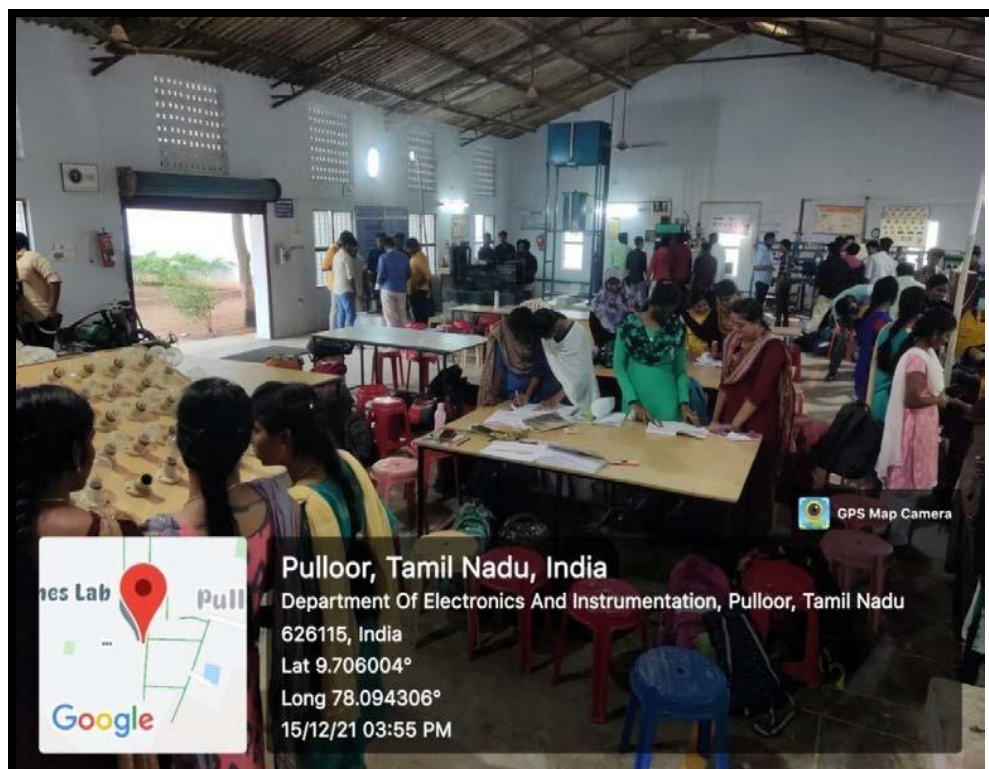 GPS Map Camera
nes Lab
Pull
Google
Pulloor, Tamil Nadu, India
Department Of Electronics And Instrumentation, Pulloor, Tamil Nadu
626115, India
Lat 9.706004°
Long 78.094306°
15/12/21 03:55 PM